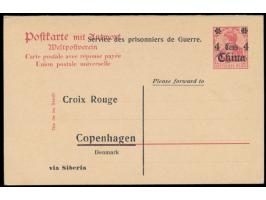 Postkarte mit Antwort
Service des prisonniers de Guerre.
Weltpostverein
Carte postale avec réponse payée
Union postale universelle
4 Cents 4
China
Please forward to
Croix Rouge
Copenhagen
Denmark
via Siberia